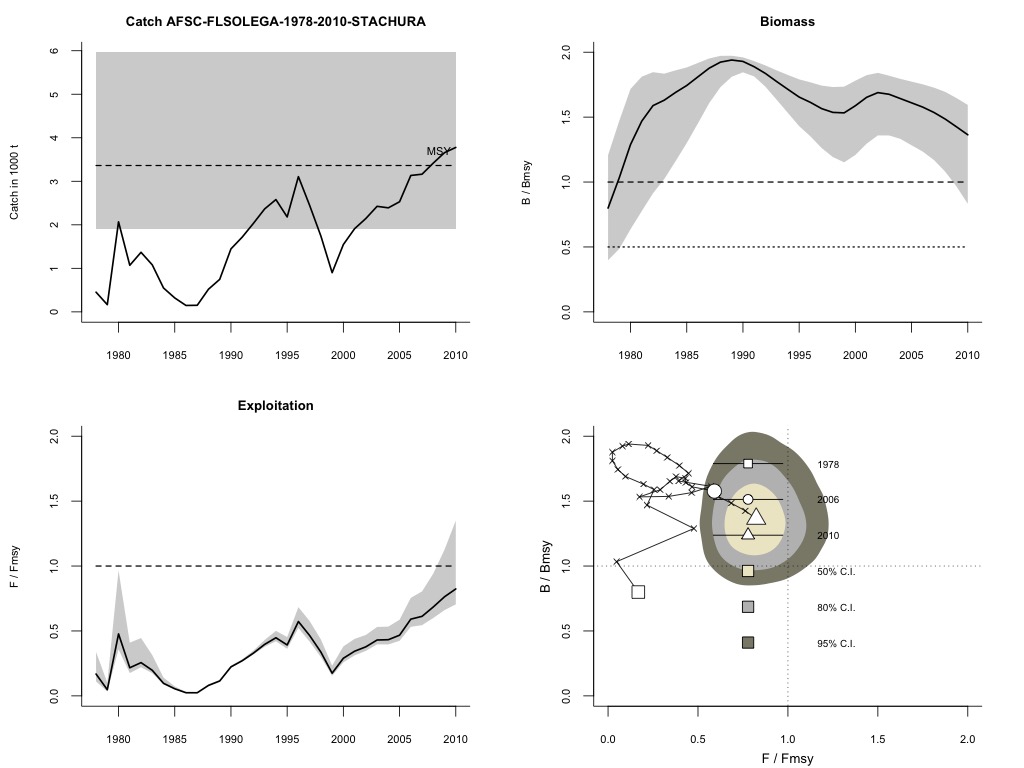 Catch AFSC-FLSOLEGA-1978-2010-STACHURA
Catch in 1000 t
6
5
4
3
2
1
0
MSY
1980 1985 1990 1995 2000 2005 2010
Biomass
B / Bmsy
2.0
1.5
1.0
0.5
0.0
1980 1985 1990 1995 2000 2005 2010
Exploitation
F / Fmsy
2.0
1.5
1.0
0.5
0.0
1980 1985 1990 1995 2000 2005 2010
B / Bmsy
2.0
1.5
1.0
0.5
0.0
1978
2006
2010
50% C.I.
80% C.I.
95% C.I.
0.0 0.5 1.0 1.5 2.0
F / Fmsy